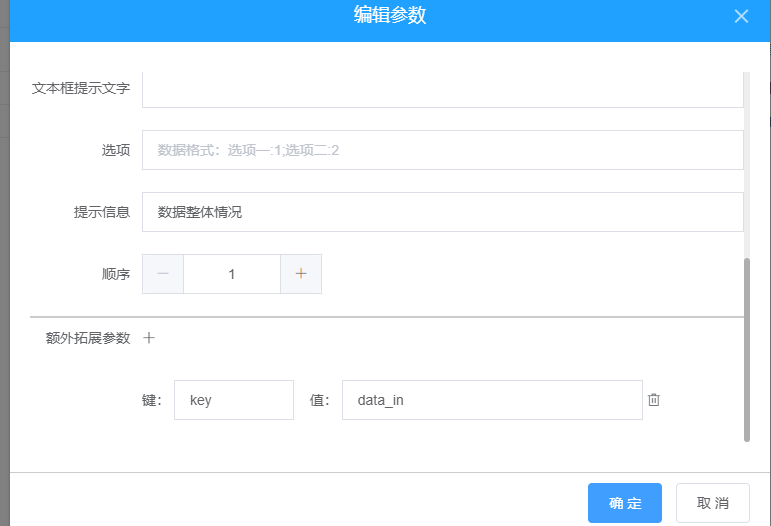 编辑参数
文本框提示文字
选项 数据格式：选项一:1;选项二:2
提示信息 数据整体情况
顺序 1
额外拓展参数
键： key 值： data_in
确 定 取 消